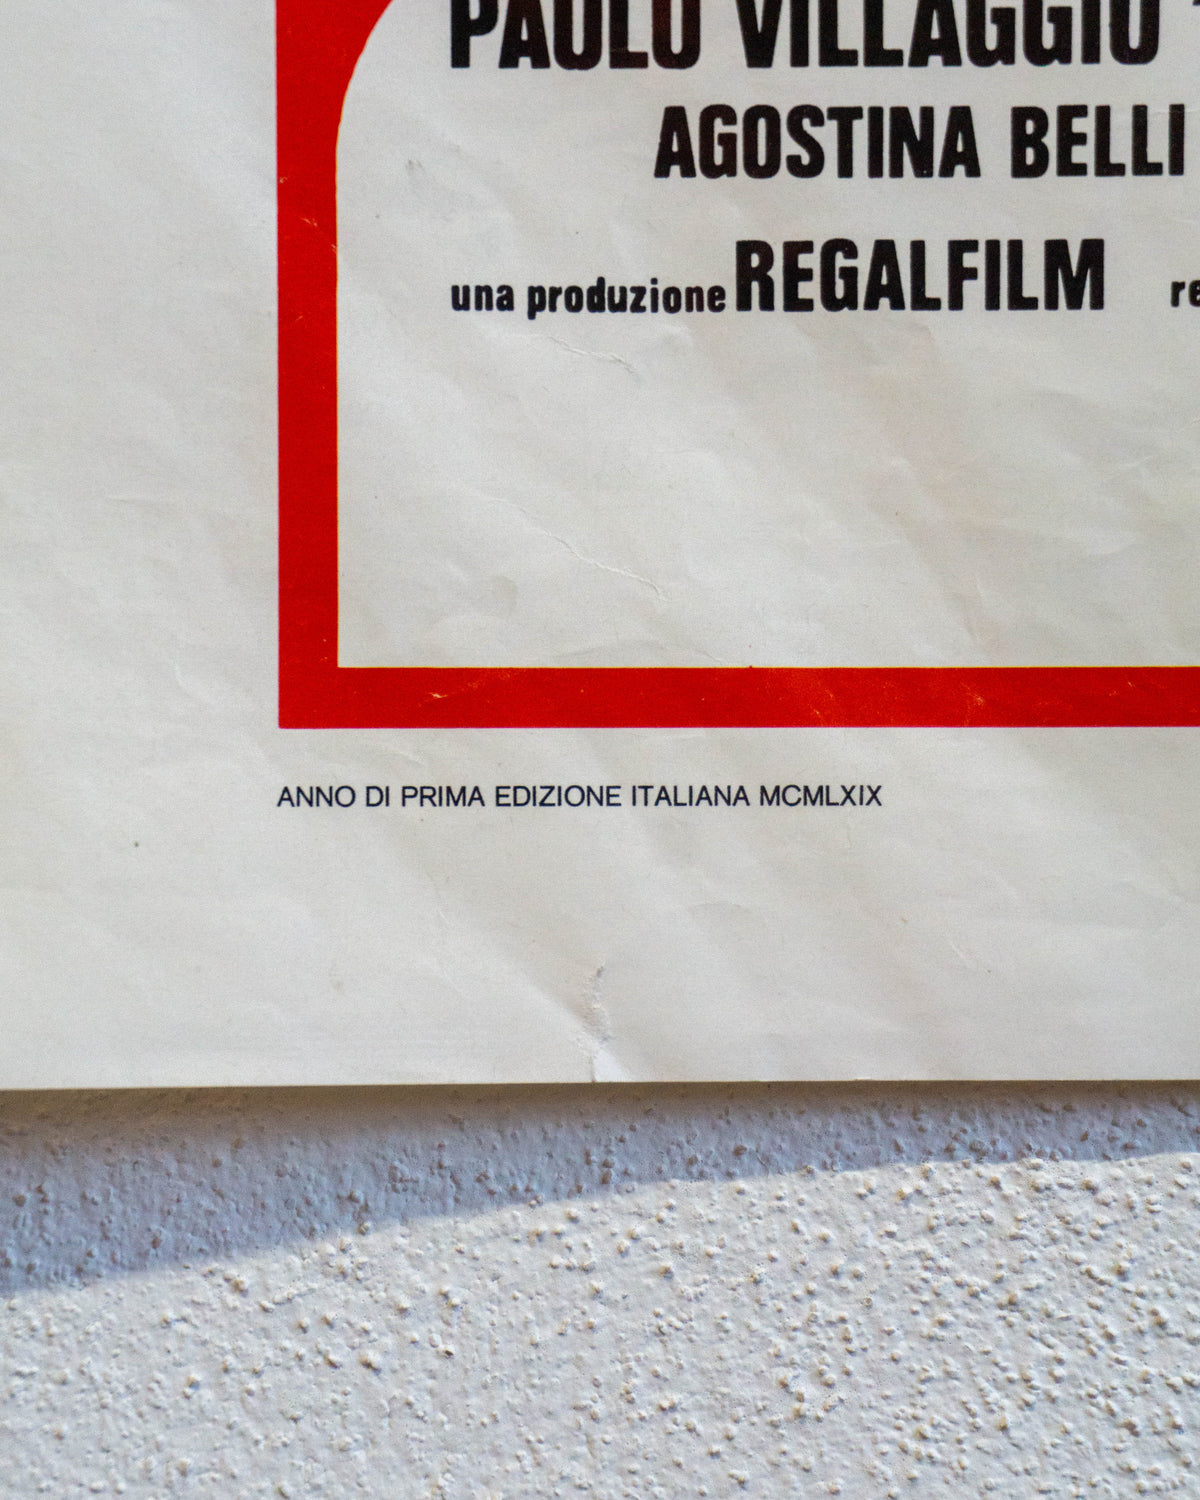 PAOLO VILLAGGIO
AGOSTINA BELLI
una produzione REGALFILM
ANNO DI PRIMA EDIZIONE ITALIANA MCMLXIX